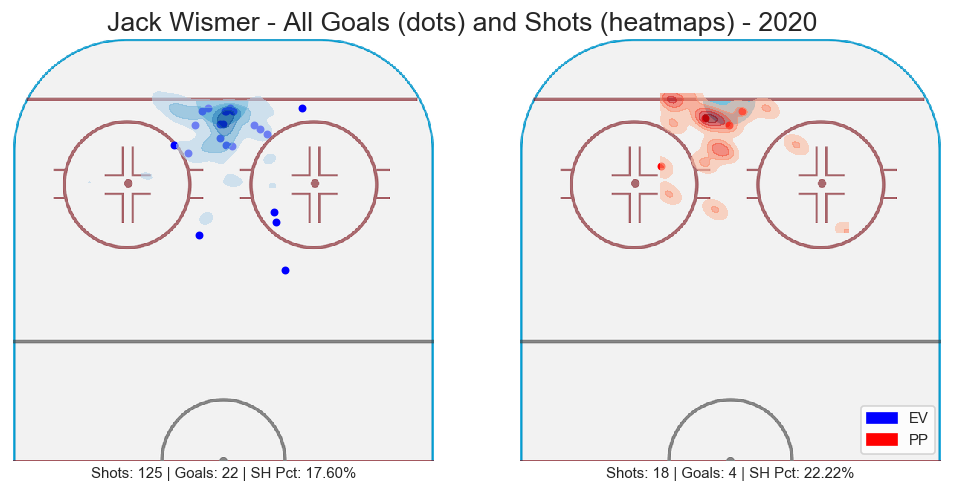 Jack Wismer - All Goals (dots) and Shots (heatmaps) - 2020
EV
PP
Shots: 125 | Goals: 22 | SH Pct: 17.60%
Shots: 18 | Goals: 4 | SH Pct: 22.22%